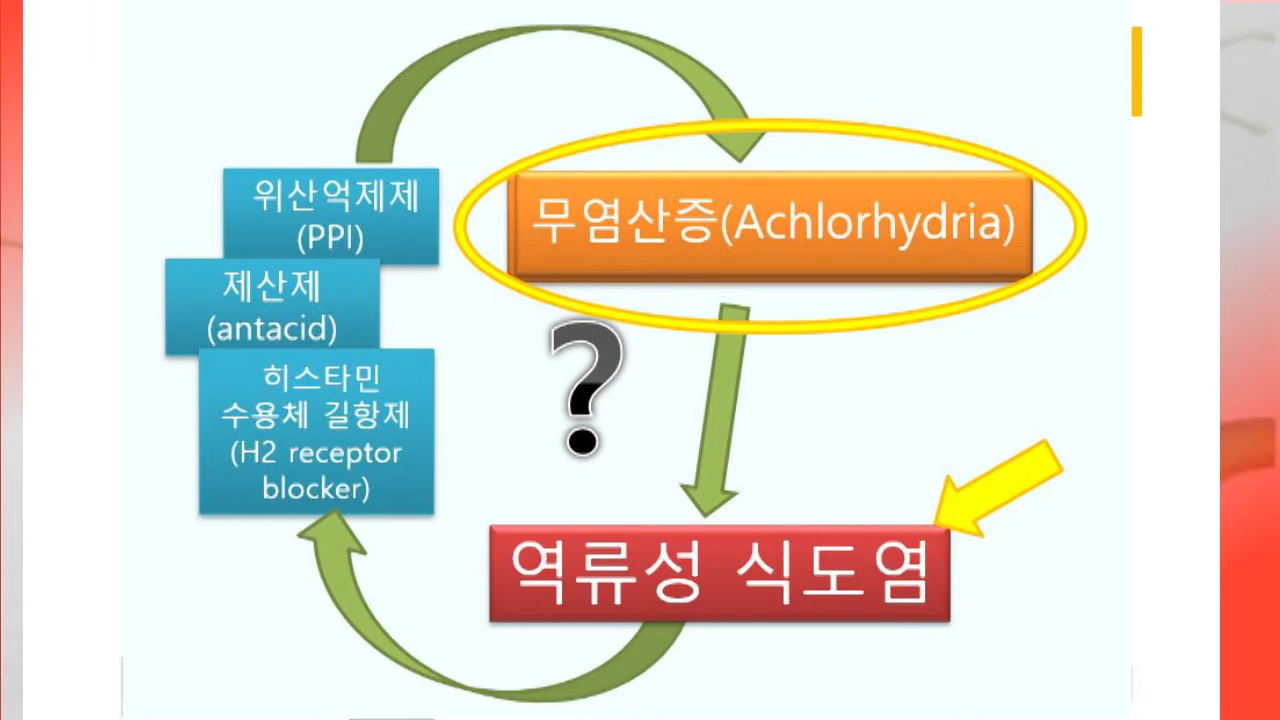 위산억제제
(PPI)
무염산증(Achlorhydria)
제산제
(antacid)
히스타민
수용체 길항제
(H2 receptor
blocker)
?
역류성 식도염